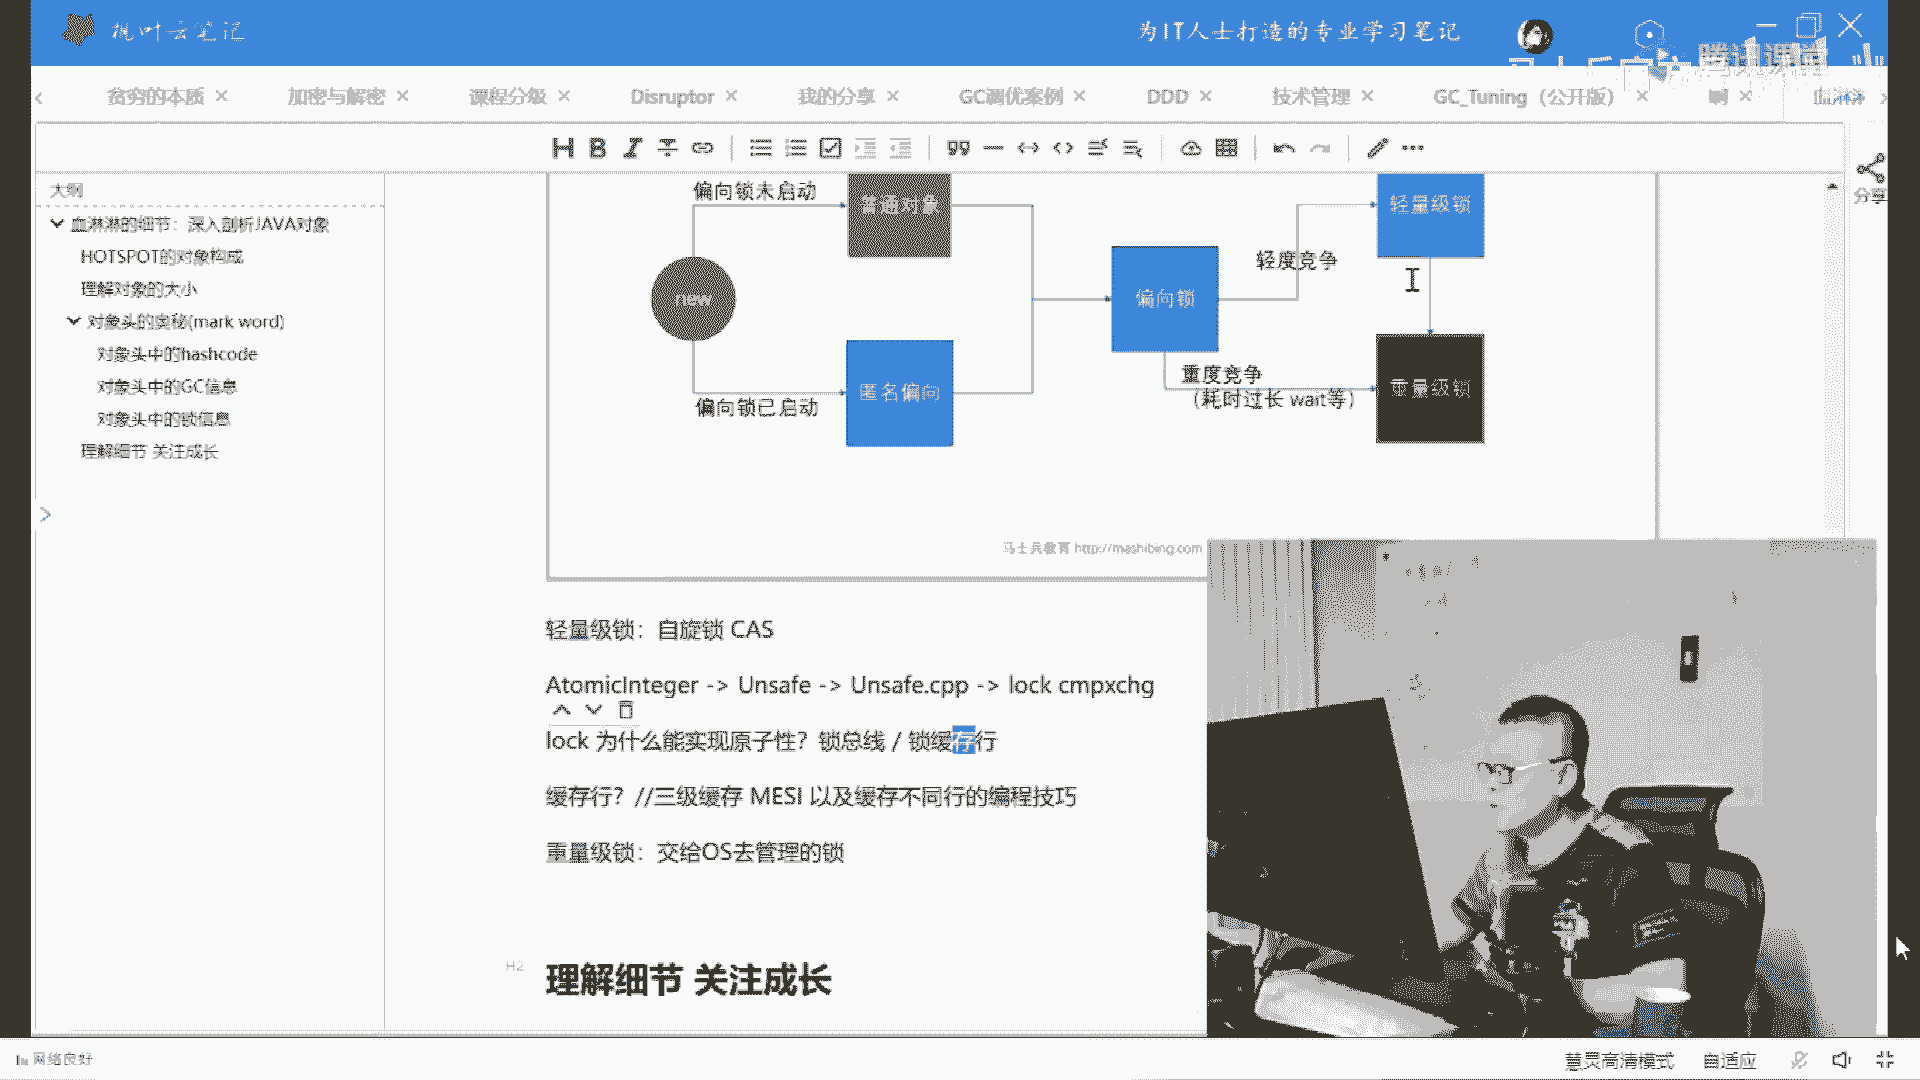 枫叶云笔记
为IT人士打造的专业学习笔记
腾讯课堂
贫穷的本质
加密与解密
课程分级
Disruptor
我的分享
GC调优案例
DDD
技术管理
GC_Tuning（公开版）
分享
大纲
血淋淋的细节：深入剖析JAVA对象
HOTSPOT的对象构成
理解对象的大小
对象头的奥秘(mark word)
对象头中的hashcode
对象头中的GC信息
对象头中的锁信息
理解细节 关注成长
偏向锁未启动
普通对象
轻量级锁
轻度竞争
new
偏向锁
重度竞争
（耗时过长 wait等）
匿名偏向
重量级锁
偏向锁已启动
马士兵教育 http://mashibing.com
轻量级锁：自旋锁 CAS
AtomicInteger -> Unsafe -> Unsafe.cpp -> lock cmpxchg
lock 为什么能实现原子性？锁总线 / 锁缓存行
缓存行？//三级缓存 MESI 以及缓存不同行的编程技巧
重量级锁：交给OS去管理的锁
H2
理解细节 关注成长
网络良好
慧灵高清模式
自适应